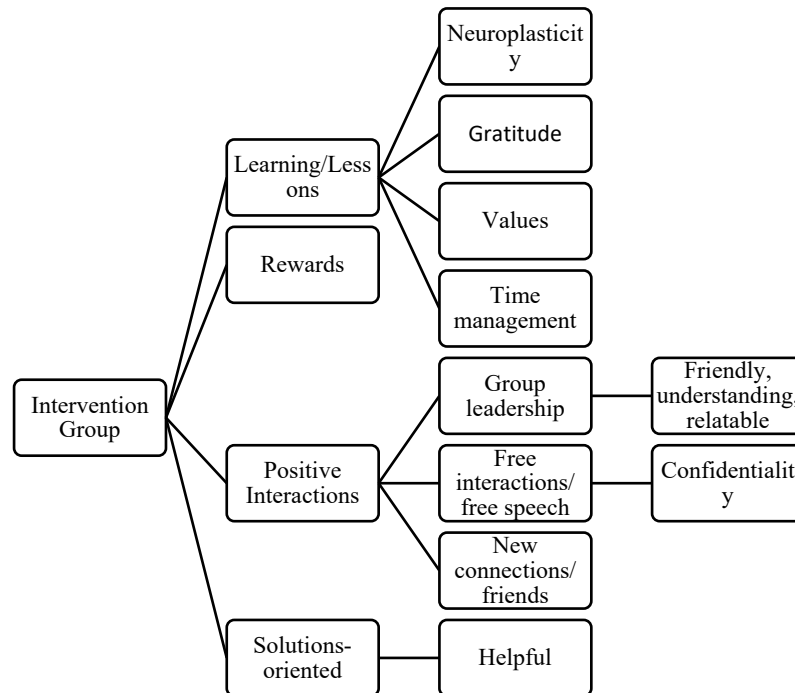 Neuroplasticit
y
Gratitude
Learning/Less
ons
Values
Rewards
Time
management
Intervention
Group
Group
leadership
Friendly,
understanding,
relatable
Positive
Interactions
Free
interactions/
free speech
Confidentialit
y
New
connections/
friends
Solutions-
oriented
Helpful